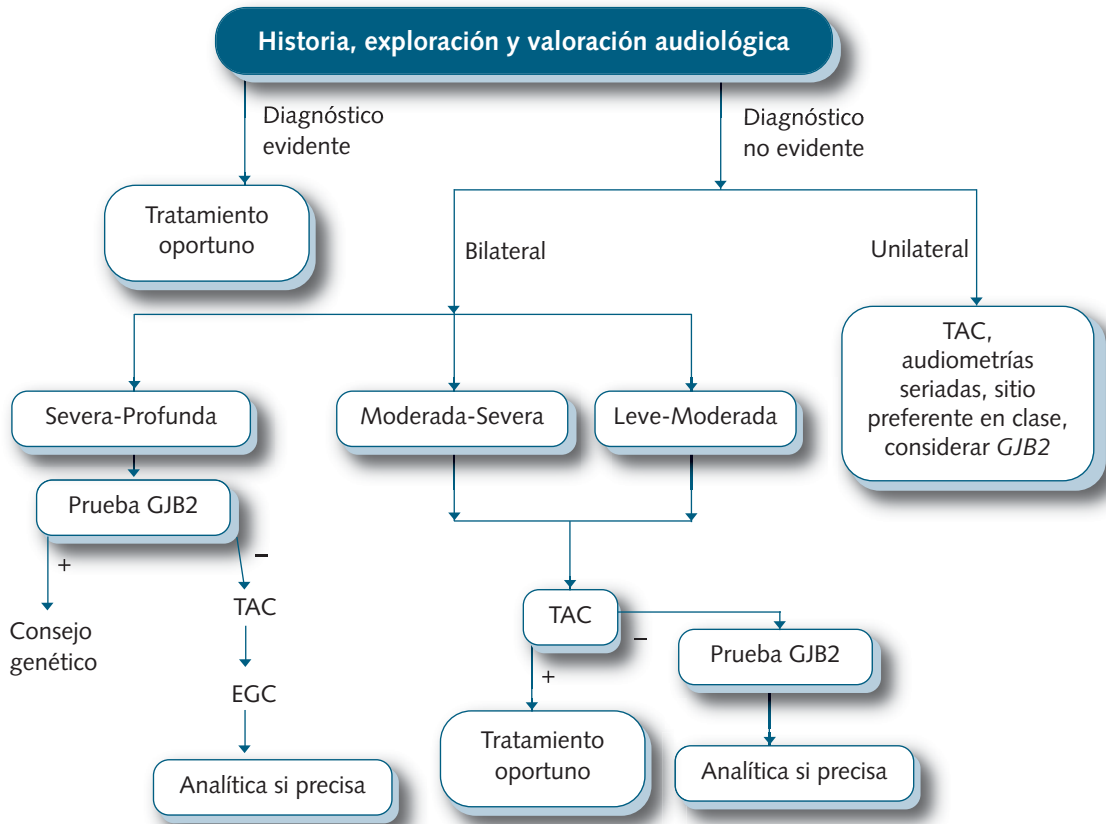 Historia, exploración y valoración audiológica
Diagnóstico
evidente
Diagnóstico
no evidente
Tratamiento
oportuno
Bilateral
Unilateral
TAC,
audiometrías
seriadas, sitio
preferente en clase,
considerar GJB2
Severa-Profunda
Moderada-Severa
Leve-Moderada
Prueba GJB2
+
–
Consejo
genético
TAC
EGC
Analítica si precisa
TAC
–
+
Prueba GJB2
Tratamiento
oportuno
Analítica si precisa